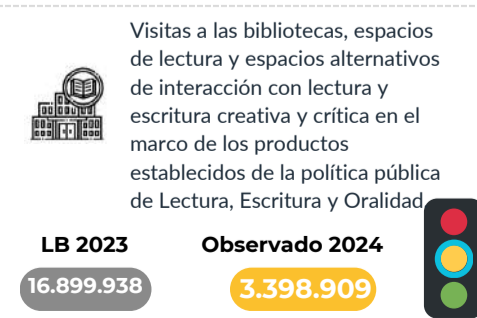 Visitas a las bibliotecas, espacios
de lectura y espacios alternativos
de interacción con lectura y
escritura creativa y crítica en el
marco de los productos
establecidos de la política pública
de Lectura, Escritura y Oralidad
LB 2023 Observado 2024
16.899.938 3.398.909